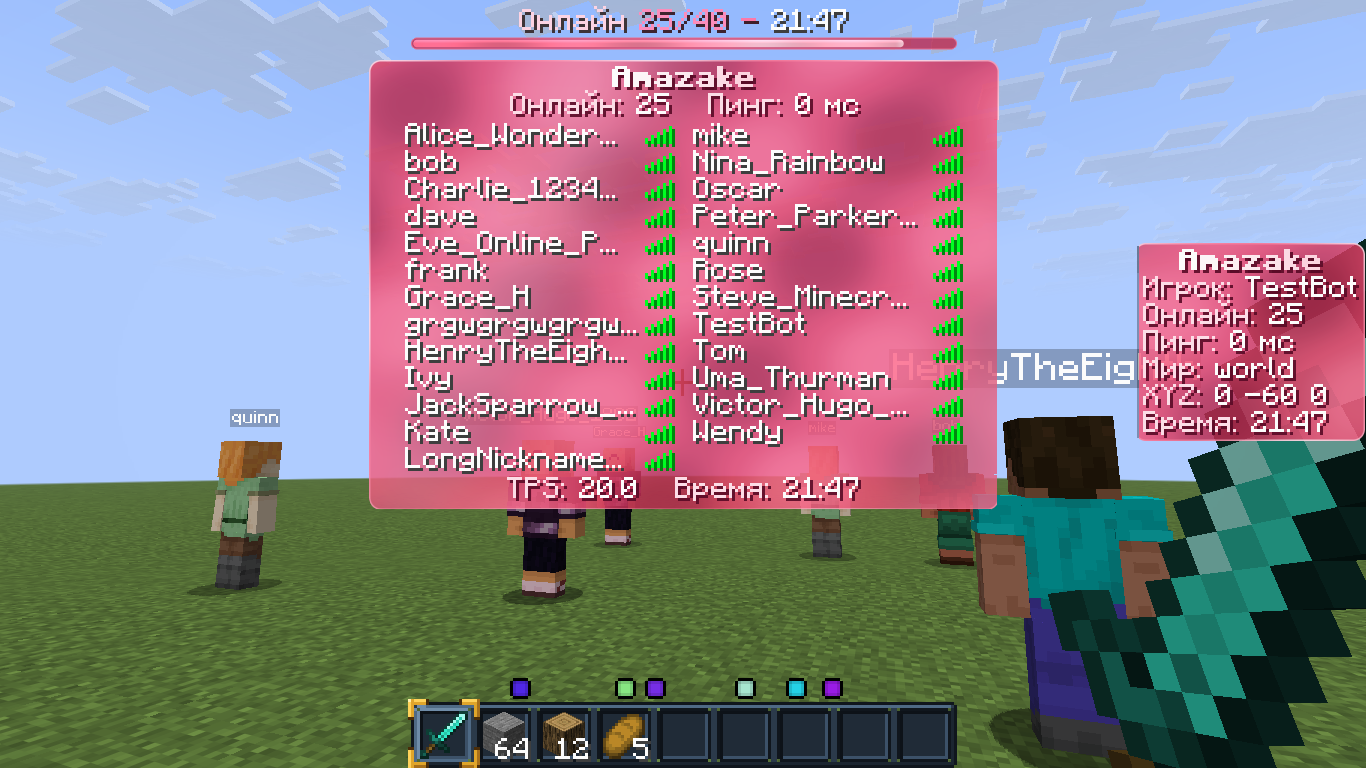 Онлайн 25/40 - 21:47
Amazake
Онлайн: 25 Пинг: 0 мс
Alice_Wonder... mike
bob Nina_Rainbow
Charlie_1234... Oscar
dave Peter_Parker...
Eve_Online_P... quinn
frank Rose
Grace_H Steve_Minecr...
grgwgrgwgrgw... TestBot
HenryTheEigh... Tom
Ivy Uma_Thurman
JackSparrow_... Victor_Hugo_...
Kate Wendy
LongNickname...
TPS: 20.0 Время: 21:47
Amazake
Игрок: TestBot
Онлайн: 25
Пинг: 0 мс
Мир: world
XYZ: 0 -60 0
Время: 21:47
HenryTheEig
quinn
Grace_H
mike
bob
64 12 5